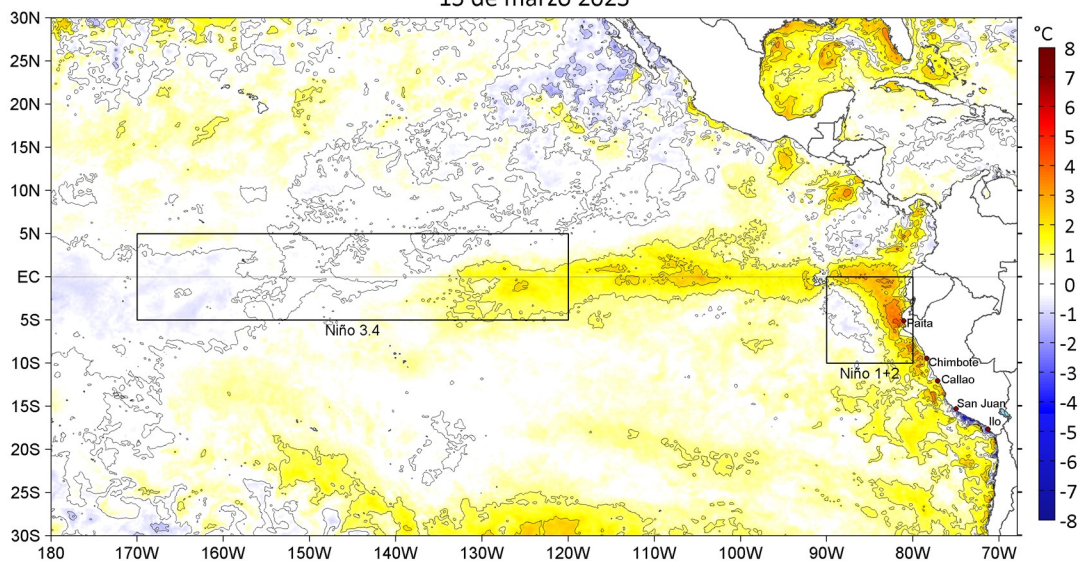 15 de marzo 2023
°C
30N
25N
20N
15N
10N
5N
EC
5S
10S
15S
20S
25S
30S
180
170W
160W
150W
140W
130W
120W
110W
100W
90W
80W
70W
Niño 3.4
Niño 1+2
Paita
Chimbote
Callao
San Juan
Ilo
8
7
6
5
4
3
2
1
0
-1
-2
-3
-4
-5
-6
-7
-8